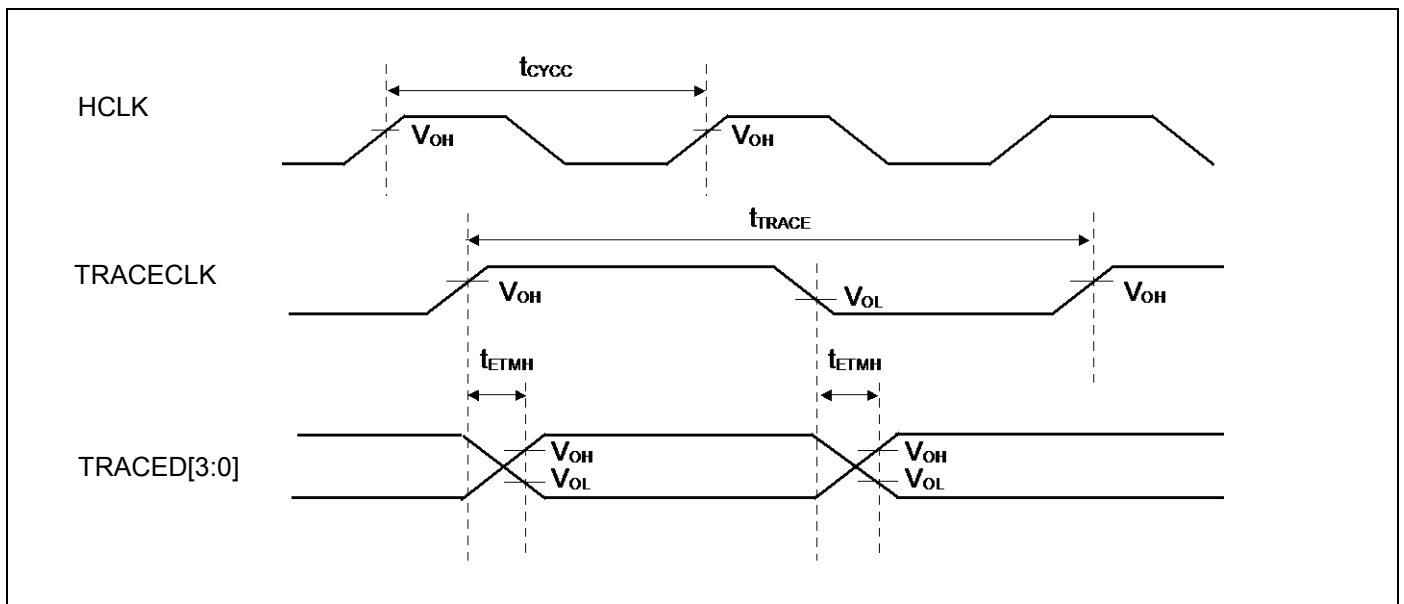 tCYCC
HCLK
VOH VOH
tTRACE
TRACECLK
VOH VOL VOH
tETMH tETMH
TRACED[3:0]
VOH VOH
VOL VOL